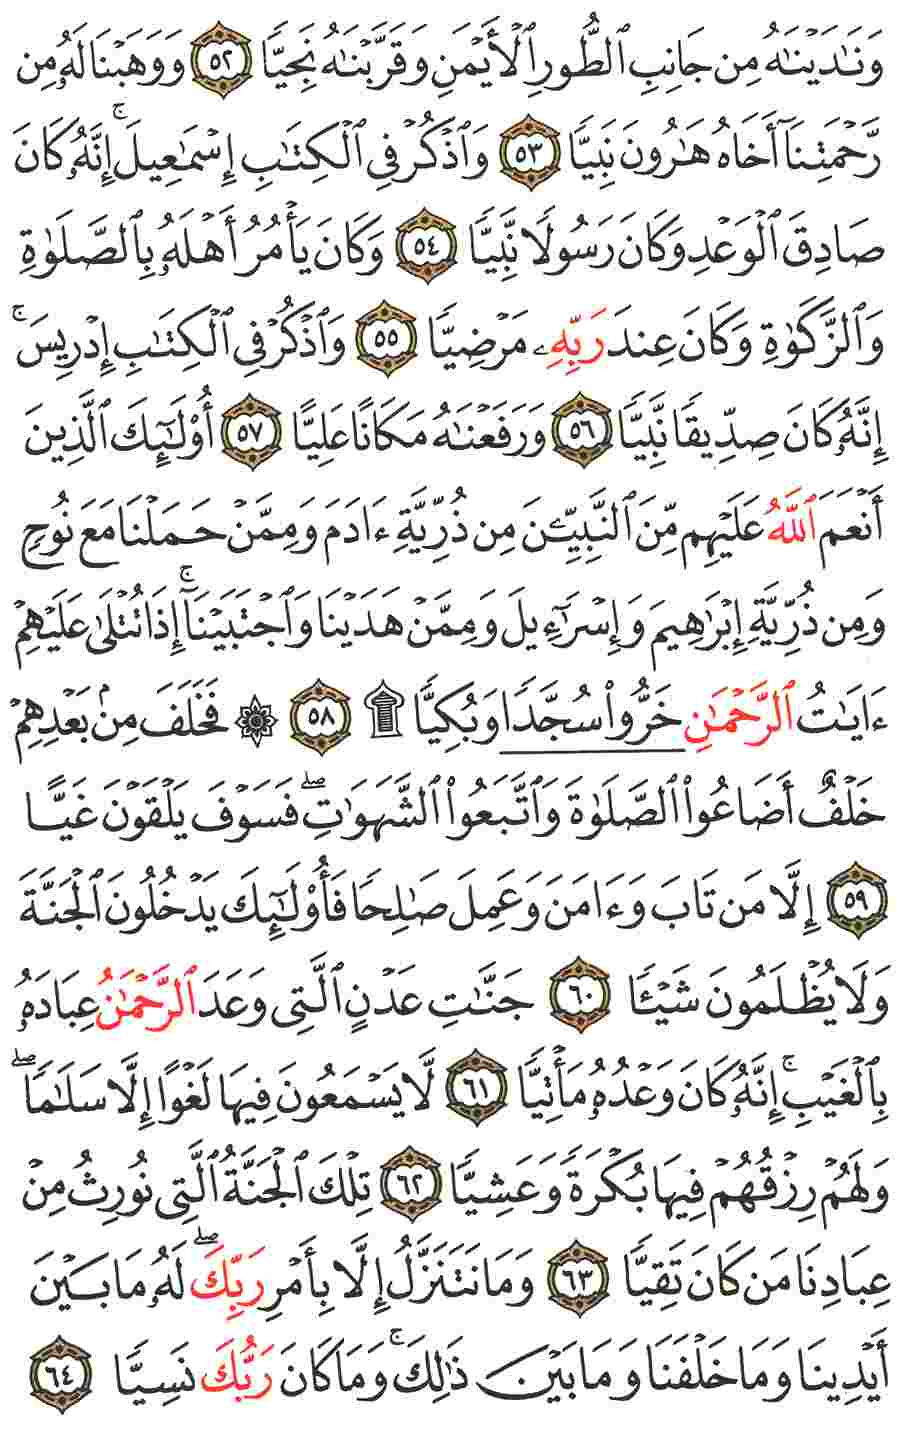 وَنَٰدَيْنَٰهُ مِن جَانِبِ ٱلطُّورِ ٱلْأَيْمَنِ وَقَرَّبْنَٰهُ نَجِيًّا ٥٢ وَوَهَبْنَا لَهُۥ مِن
رَّحْمَتِنَآ أَخَاهُ هَٰرُونَ نَبِيًّا ٥٣ وَٱذْكُرْ فِى ٱلْكِتَٰبِ إِسْمَٰعِيلَ ۚ إِنَّهُۥ كَانَ
صَادِقَ ٱلْوَعْدِ وَكَانَ رَسُولًا نَّبِيًّا ٥٤ وَكَانَ يَأْمُرُ أَهْلَهُۥ بِٱلصَّلَوٰةِ
وَٱلزَّكَوٰةِ وَكَانَ عِندَ رَبِّهِۦ مَرْضِيًّا ٥٥ وَٱذْكُرْ فِى ٱلْكِتَٰبِ إِدْرِيسَ ۚ
إِنَّهُۥ كَانَ صِدِّيقًا نَّبِيًّا ٥٦ وَرَفَعْنَٰهُ مَكَانًا عَلِيًّا ٥٧ أُو۟لَٰٓئِكَ ٱلَّذِينَ
أَنْعَمَ ٱللَّهُ عَلَيْهِم مِّنَ ٱلنَّبِيِّۦنَ مِن ذُرِّيَّةِ ءَادَمَ وَمِمَّنْ حَمَلْنَا مَعَ نُوحٍ
وَمِن ذُرِّيَّةِ إِبْرَٰهِيمَ وَإِسْرَٰٓءِيلَ وَمِمَّنْ هَدَيْنَا وَٱجْتَبَيْنَآ ۚ إِذَا تُتْلَىٰ عَلَيْهِمْ
ءَايَٰتُ ٱلرَّحْمَٰنِ خَرُّوا۟ سُجَّدًا وَبُكِيًّا ۩ ٥٨ ۞ فَخَلَفَ مِنۢ بَعْدِهِمْ
خَلْفٌ أَضَاعُوا۟ ٱلصَّلَوٰةَ وَٱتَّبَعُوا۟ ٱلشَّهَوَٰتِ ۖ فَسَوْفَ يَلْقَوْنَ غَيًّا
٥٩ إِلَّا مَن تَابَ وَءَامَنَ وَعَمِلَ صَٰلِحًا فَأُو۟لَٰٓئِكَ يَدْخُلُونَ ٱلْجَنَّةَ
وَلَا يُظْلَمُونَ شَيْـًٔا ٦٠ جَنَّٰتِ عَدْنٍ ٱلَّتِى وَعَدَ ٱلرَّحْمَٰنُ عِبَادَهُۥ
بِٱلْغَيْبِ ۚ إِنَّهُۥ كَانَ وَعْدُهُۥ مَأْتِيًّا ٦١ لَّا يَسْمَعُونَ فِيهَا لَغْوًا إِلَّا سَلَٰمًا ۖ
وَلَهُمْ رِزْقُهُمْ فِيهَا بُكْرَةً وَعَشِيًّا ٦٢ تِلْكَ ٱلْجَنَّةُ ٱلَّتِى نُورِثُ مِنْ
عِبَادِنَا مَن كَانَ تَقِيًّا ٦٣ وَمَا نَتَنَزَّلُ إِلَّا بِأَمْرِ رَبِّكَ ۖ لَهُۥ مَا بَيْنَ
أَيْدِينَا وَمَا خَلْفَنَا وَمَا بَيْنَ ذَٰلِكَ ۚ وَمَا كَانَ رَبُّكَ نَسِيًّا ٦٤